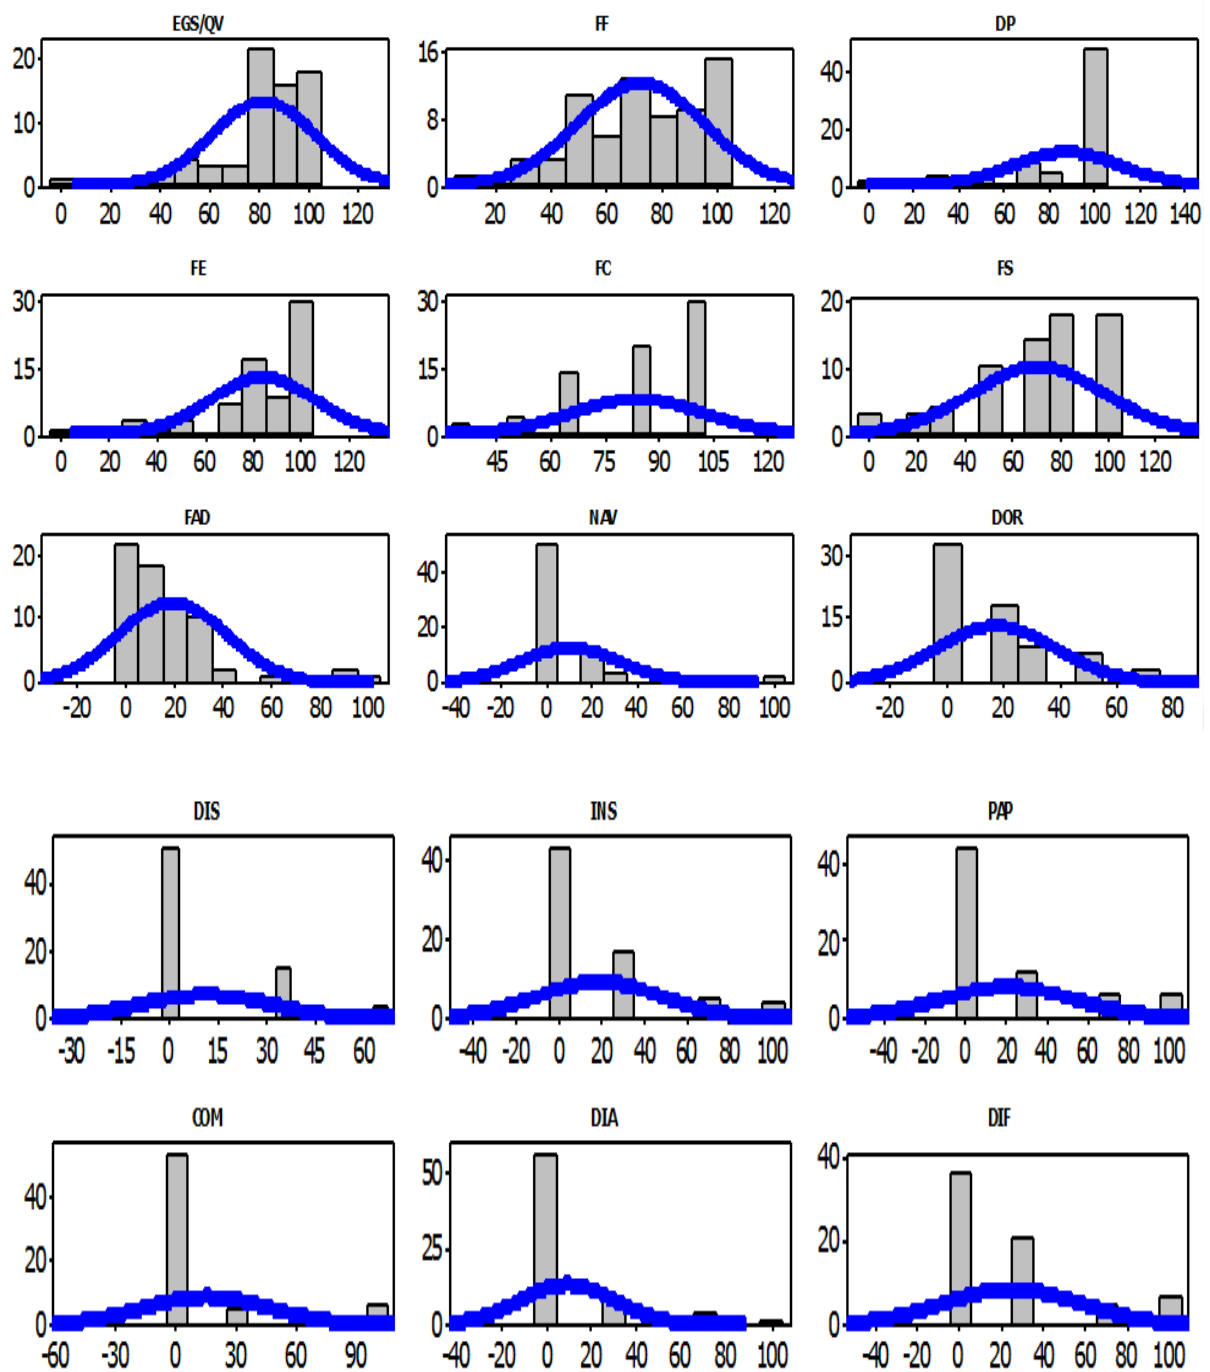 EGS/QV FF DP
20 16 40
10 8 20
0 0 0
0 20 40 60 80 100 120 20 40 60 80 100 120 0 20 40 60 80 100 120 140
FE FC FS
30 30 20
15 15 10
0 0 0
0 20 40 60 80 100 120 45 60 75 90 105 120 0 20 40 60 80 100 120
FAD NAV DOR
20 40 30
10 20 15
0 0 0
-20 0 20 40 60 80 100 -40 -20 0 20 40 60 80 100 -20 0 20 40 60 80
DIS INS PAP
40 40 40
20 20 20
0 0 0
-30 -15 0 15 30 45 60 -40 -20 0 20 40 60 80 100 -40 -20 0 20 40 60 80 100
COM DIA DIF
40 50 40
20 25 20
0 0 0
-60 -30 0 30 60 90 -40 -20 0 20 40 60 80 100 -40 -20 0 20 40 60 80 100